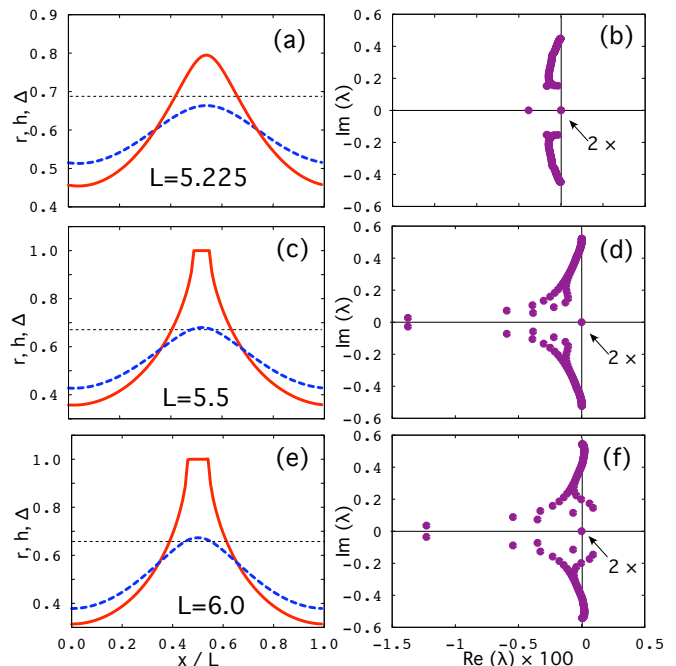 (a)
0.9
0.8
0.7
0.6
0.5
0.4
r, h, Δ
L=5.225
(b)
0.6
0.4
0.2
0
-0.2
-0.4
-0.6
Im (λ)
2 ×
(c)
1.0
0.8
0.6
0.4
r, h, Δ
L=5.5
(d)
0.6
0.4
0.2
0
-0.2
-0.4
-0.6
Im (λ)
2 ×
(e)
1.0
0.8
0.6
0.4
r, h, Δ
L=6.0
0.0 0.2 0.4 0.6 0.8 1.0
x / L
(f)
0.6
0.4
0.2
0
-0.2
-0.4
-0.6
Im (λ)
2 ×
-1.5 -1 -0.5 0 0.5
Re (λ) × 100